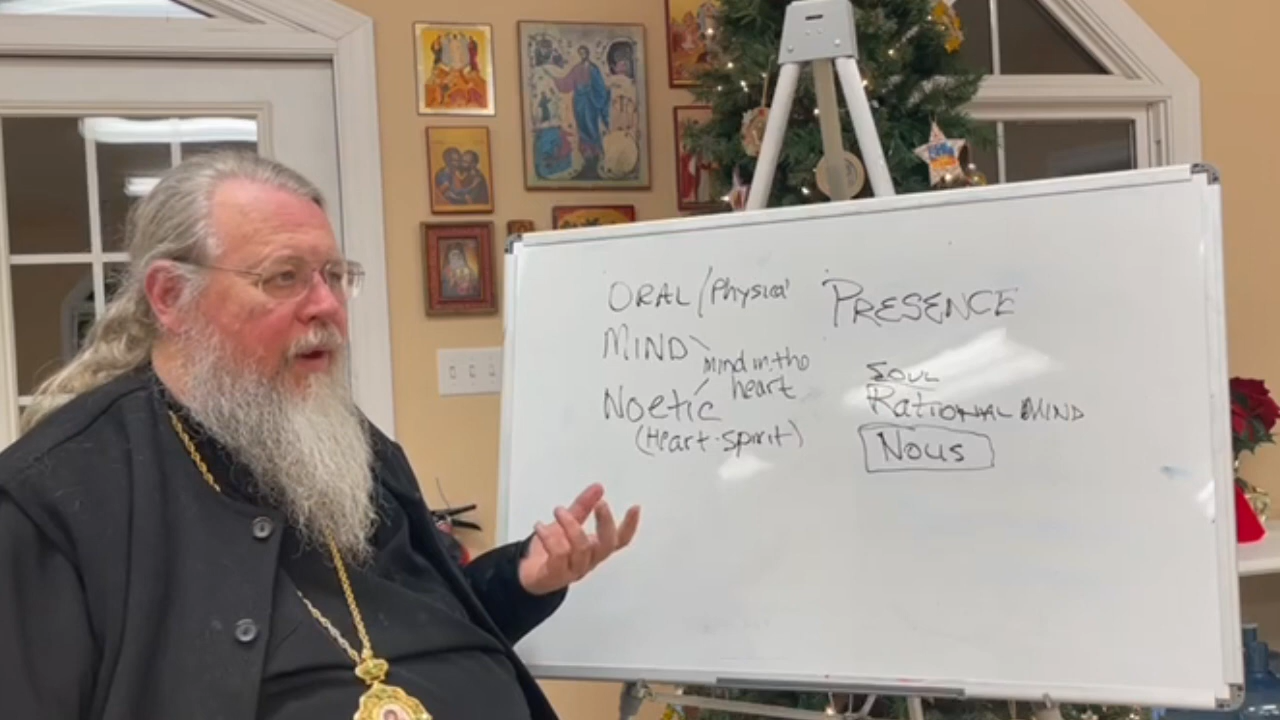 ORAL/Physical PRESENCE
MIND
mind in the
heart
Noetic
(Heart-spirit)
SOUL
RATIONAL MIND
Nous